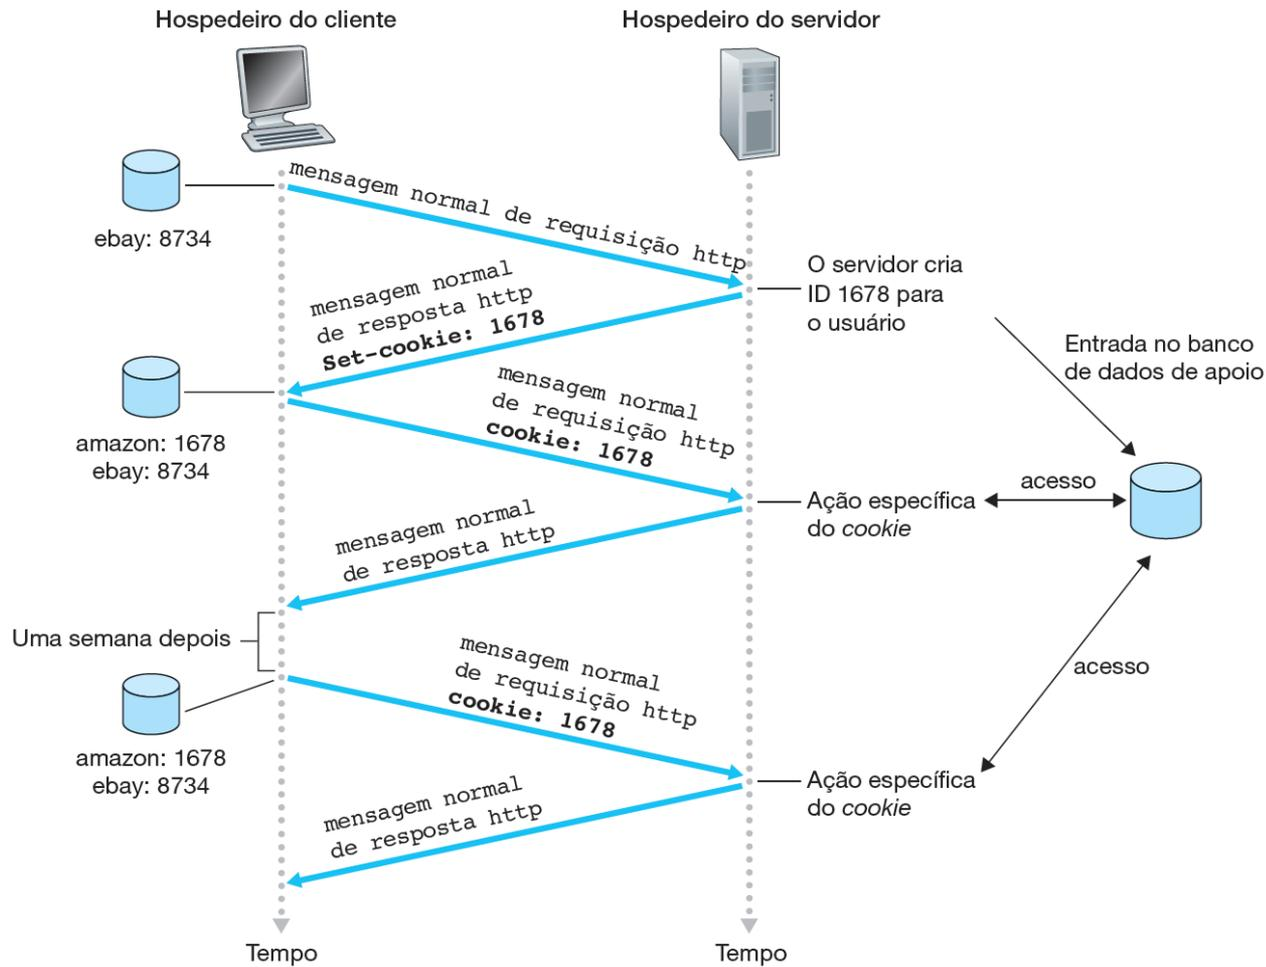 Hospedeiro do cliente
Hospedeiro do servidor
ebay: 8734
mensagem normal de requisição http
O servidor cria
ID 1678 para
o usuário
mensagem normal
de resposta http
Set-cookie: 1678
Entrada no banco
de dados de apoio
amazon: 1678
ebay: 8734
mensagem normal
de requisição http
cookie: 1678
Ação específica
do cookie
acesso
mensagem normal
de resposta http
Uma semana depois
amazon: 1678
ebay: 8734
mensagem normal
de requisição http
cookie: 1678
acesso
Ação específica
do cookie
mensagem normal
de resposta http
Tempo
Tempo